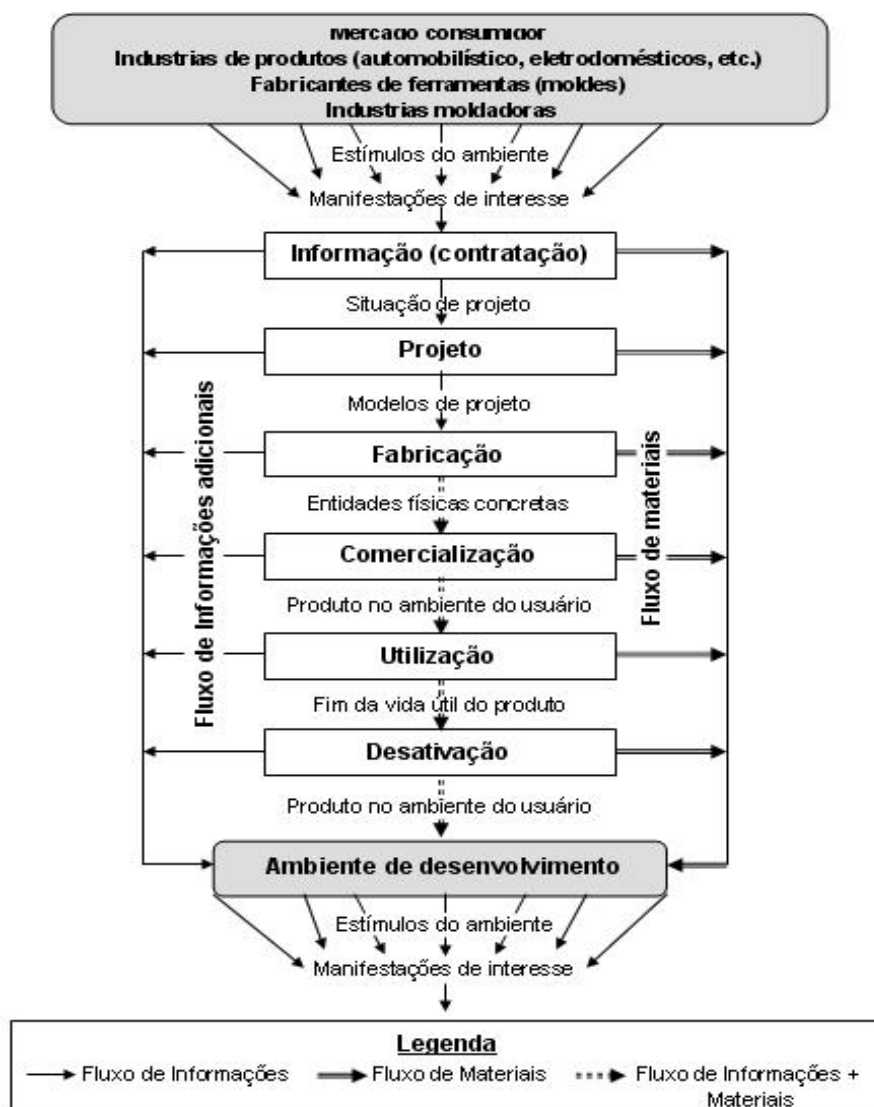 Mercado consumidor
Industrias de produtos (automobilístico, eletrodomésticos, etc.)
Fabricantes de ferramentas (moldes)
Industrias moldadoras
Estímulos do ambiente
Manifestações de interesse
Informação (contratação)
Situação de projeto
Projeto
Modelos de projeto
Fabricação
Entidades físicas concretas
Comercialização
Produto no ambiente do usuário
Utilização
Fim da vida útil do produto
Desativação
Produto no ambiente do usuário
Fluxo de Informações adicionais
Fluxo de materiais
Ambiente de desenvolvimento
Estímulos do ambiente
Manifestações de interesse
Legenda
Fluxo de Informações
Fluxo de Materiais
Fluxo de Informações +
Materiais